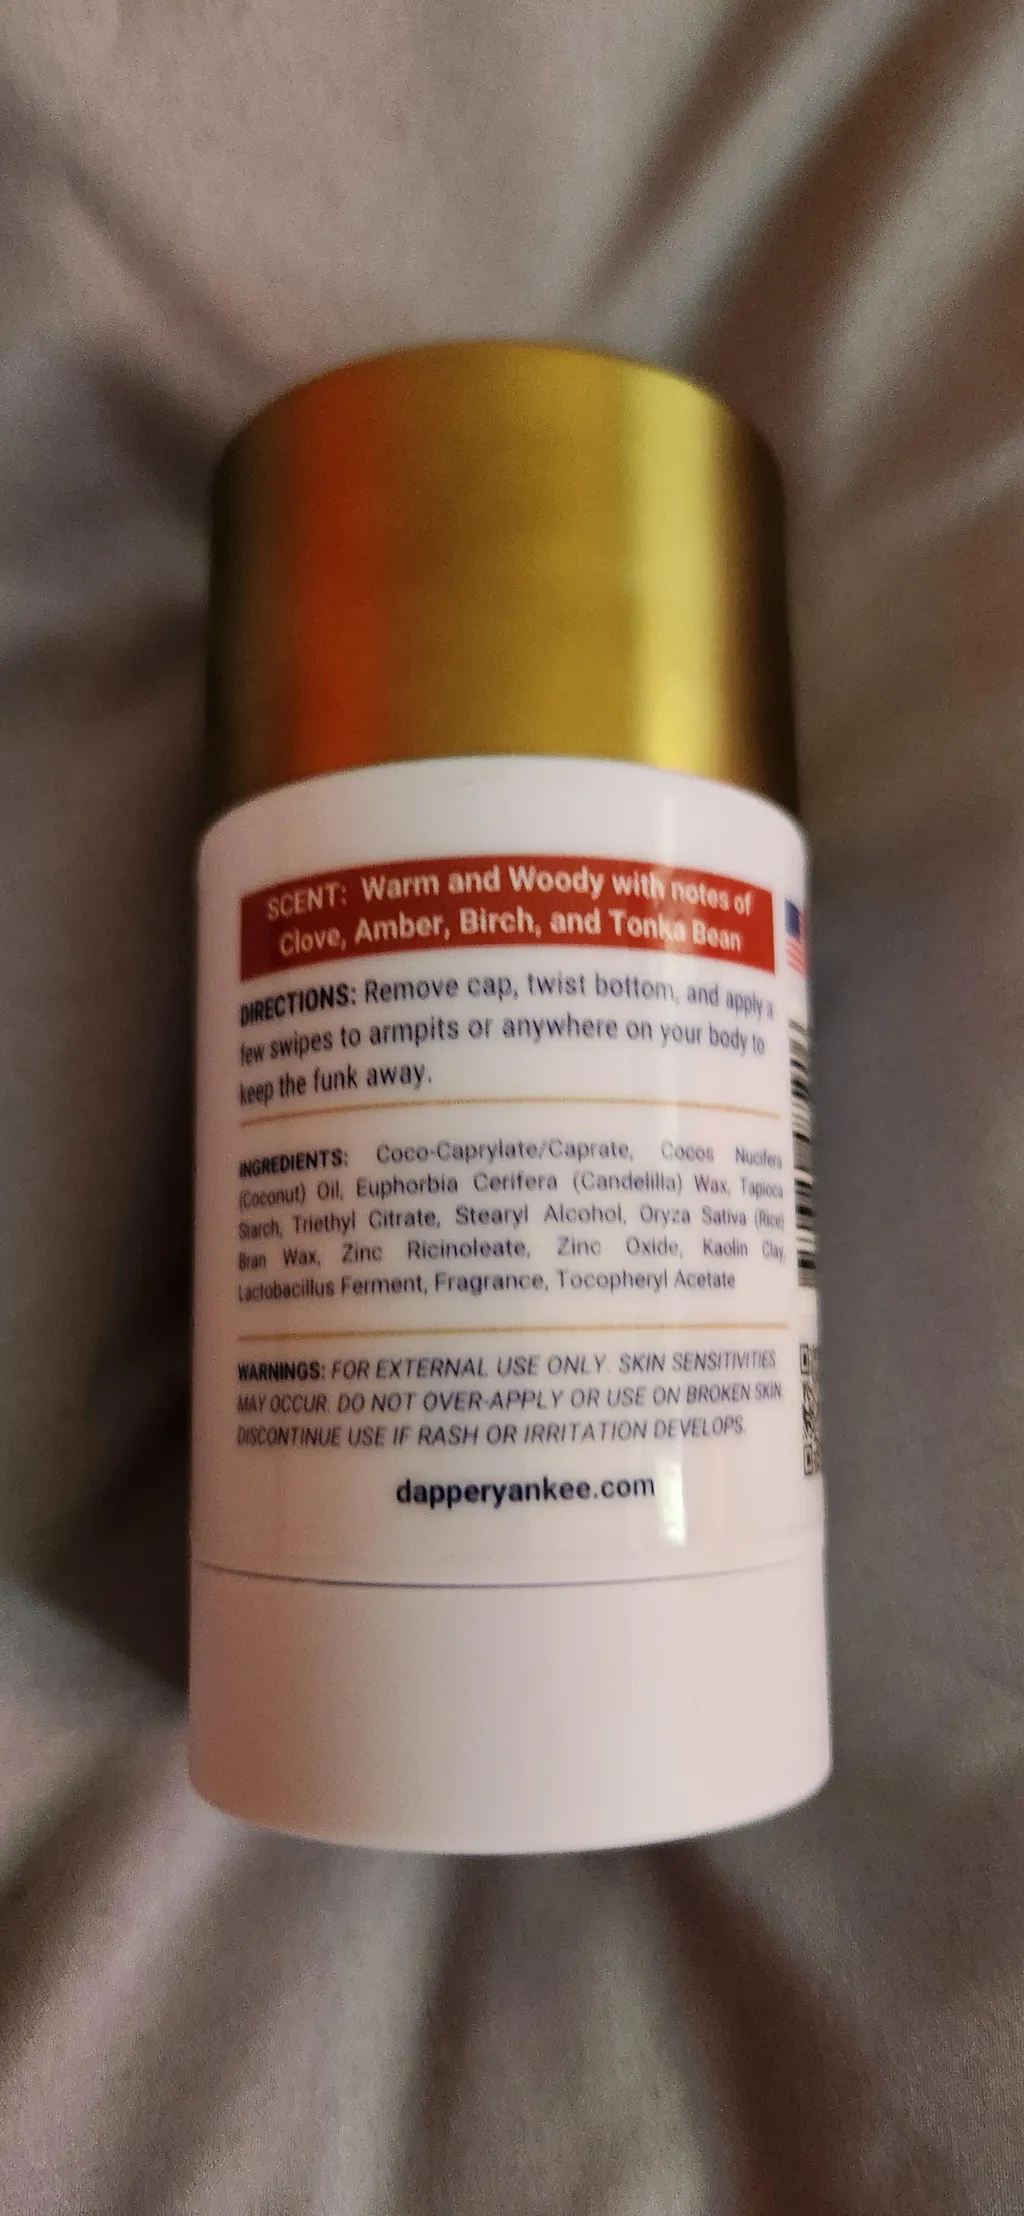 SCENT: Warm and Woody with notes of
Clove, Amber, Birch, and Tonka Bean
DIRECTIONS: Remove cap, twist bottom, and apply a
few swipes to armpits or anywhere on your body to
keep the funk away.
INGREDIENTS: Coco-Caprylate/Caprate, Cocos Nucifera
(Coconut) Oil, Euphorbia Cerifera (Candelilla) Wax, Tapioca
Starch, Triethyl Citrate, Stearyl Alcohol, Oryza Sativa (Rice)
Bran Wax, Zinc Ricinoleate, Zinc Oxide, Kaolin Clay,
Lactobacillus Ferment, Fragrance, Tocopheryl Acetate
WARNINGS: FOR EXTERNAL USE ONLY. SKIN SENSITIVITIES
MAY OCCUR. DO NOT OVER-APPLY OR USE ON BROKEN SKIN.
DISCONTINUE USE IF RASH OR IRRITATION DEVELOPS.
dapperyankee.com